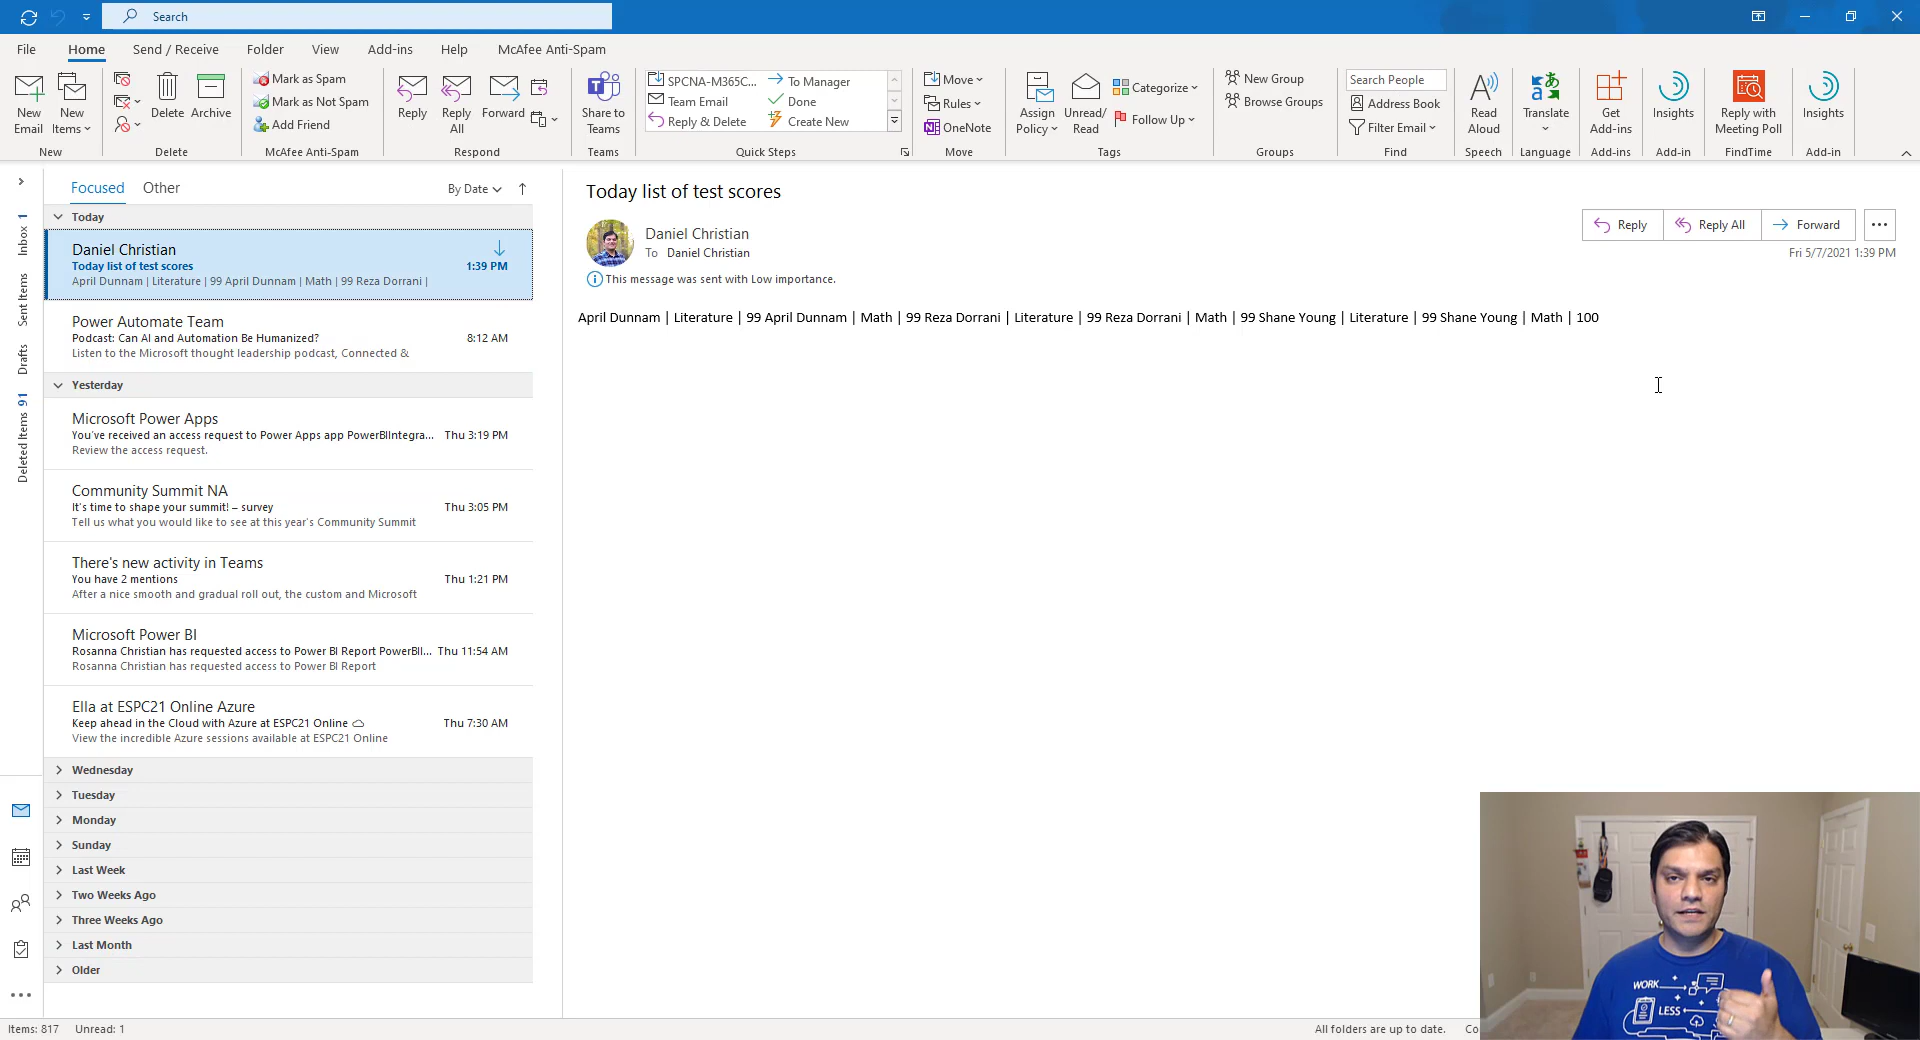 Search
File Home Send / Receive Folder View Add-ins Help McAfee Anti-Spam
New Email
New Items
New
Delete
Archive
Delete
Mark as Spam
Mark as Not Spam
Add Friend
McAfee Anti-Spam
Reply
Reply All
Forward
Respond
Share to Teams
Teams
SPCNA-M365C...
Team Email
Reply & Delete
To Manager
Done
Create New
Quick Steps
Move
Rules
OneNote
Move
Assign Policy
Unread/ Read
Categorize
Follow Up
Tags
New Group
Browse Groups
Groups
Search People
Address Book
Filter Email
Find
Read Aloud
Speech
Translate
Language
Get Add-ins
Add-ins
Insights
Add-in
Reply with Meeting Poll
FindTime
Insights
Add-in
Inbox 1
Sent Items
Drafts
Deleted Items 91
Focused Other By Date
Today
Daniel Christian
Today list of test scores 1:39 PM
April Dunnam | Literature | 99 April Dunnam | Math | 99 Reza Dorrani |
Power Automate Team
Podcast: Can AI and Automation Be Humanized? 8:12 AM
Listen to the Microsoft thought leadership podcast, Connected &
Yesterday
Microsoft Power Apps
You've received an access request to Power Apps app PowerBIIntegra... Thu 3:19 PM
Review the access request.
Community Summit NA
It's time to shape your summit! – survey Thu 3:05 PM
Tell us what you would like to see at this year's Community Summit
There's new activity in Teams
You have 2 mentions Thu 1:21 PM
After a nice smooth and gradual roll out, the custom and Microsoft
Microsoft Power BI
Rosanna Christian has requested access to Power BI Report PowerBII... Thu 11:54 AM
Rosanna Christian has requested access to Power BI Report
Ella at ESPC21 Online Azure
Keep ahead in the Cloud with Azure at ESPC21 Online Thu 7:30 AM
View the incredible Azure sessions available at ESPC21 Online
Wednesday
Tuesday
Monday
Sunday
Last Week
Two Weeks Ago
Three Weeks Ago
Last Month
Older
Today list of test scores
Daniel Christian
To Daniel Christian
Reply Reply All Forward
Fri 5/7/2021 1:39 PM
This message was sent with Low importance.
April Dunnam | Literature | 99 April Dunnam | Math | 99 Reza Dorrani | Literature | 99 Reza Dorrani | Math | 99 Shane Young | Literature | 99 Shane Young | Math | 100
WORK
LESS
Items: 817 Unread: 1 All folders are up to date. Co